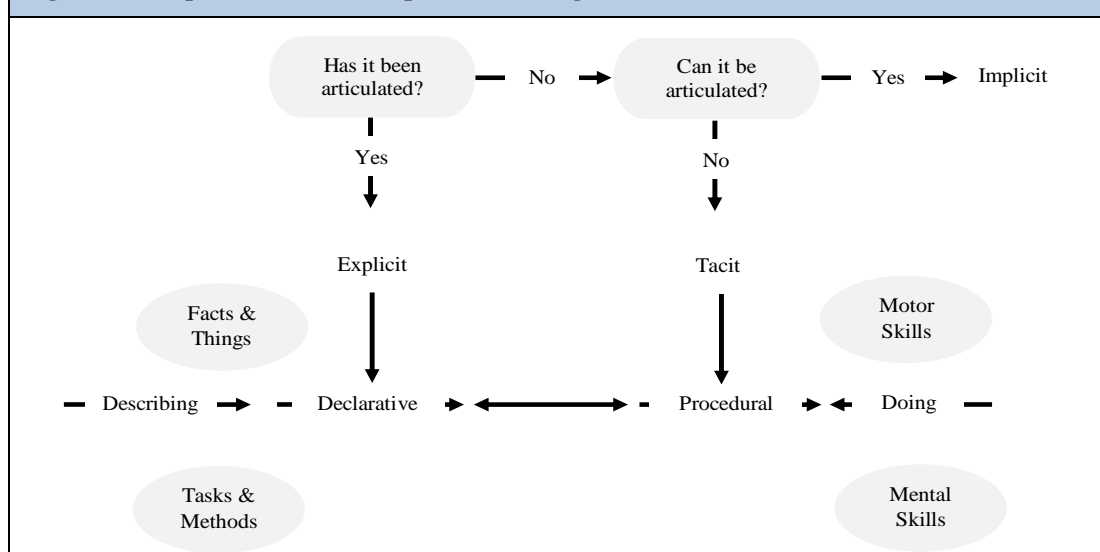 Has it been
articulated?
No
Can it be
articulated?
Yes
Implicit
Yes
No
Explicit
Tacit
Facts &
Things
Motor
Skills
Describing
Declarative
Procedural
Doing
Tasks &
Methods
Mental
Skills